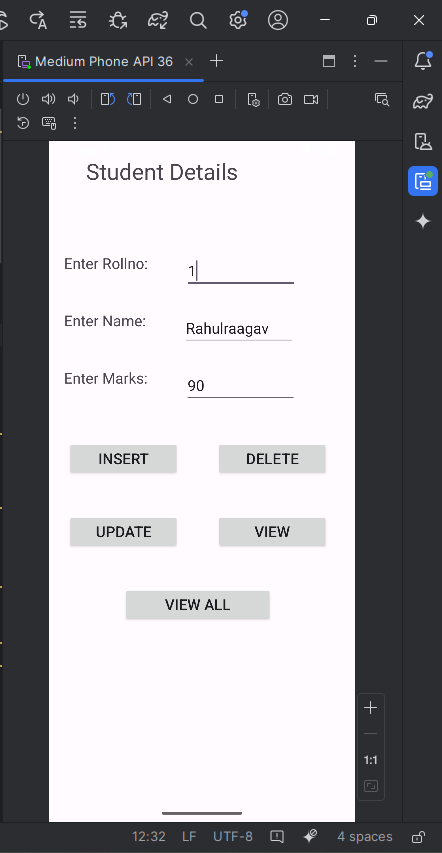 Medium Phone API 36
Student Details
Enter Rollno: 1
Enter Name: Rahulraagav
Enter Marks: 90
INSERT DELETE
UPDATE VIEW
VIEW ALL
1:1
12:32 LF UTF-8 4 spaces